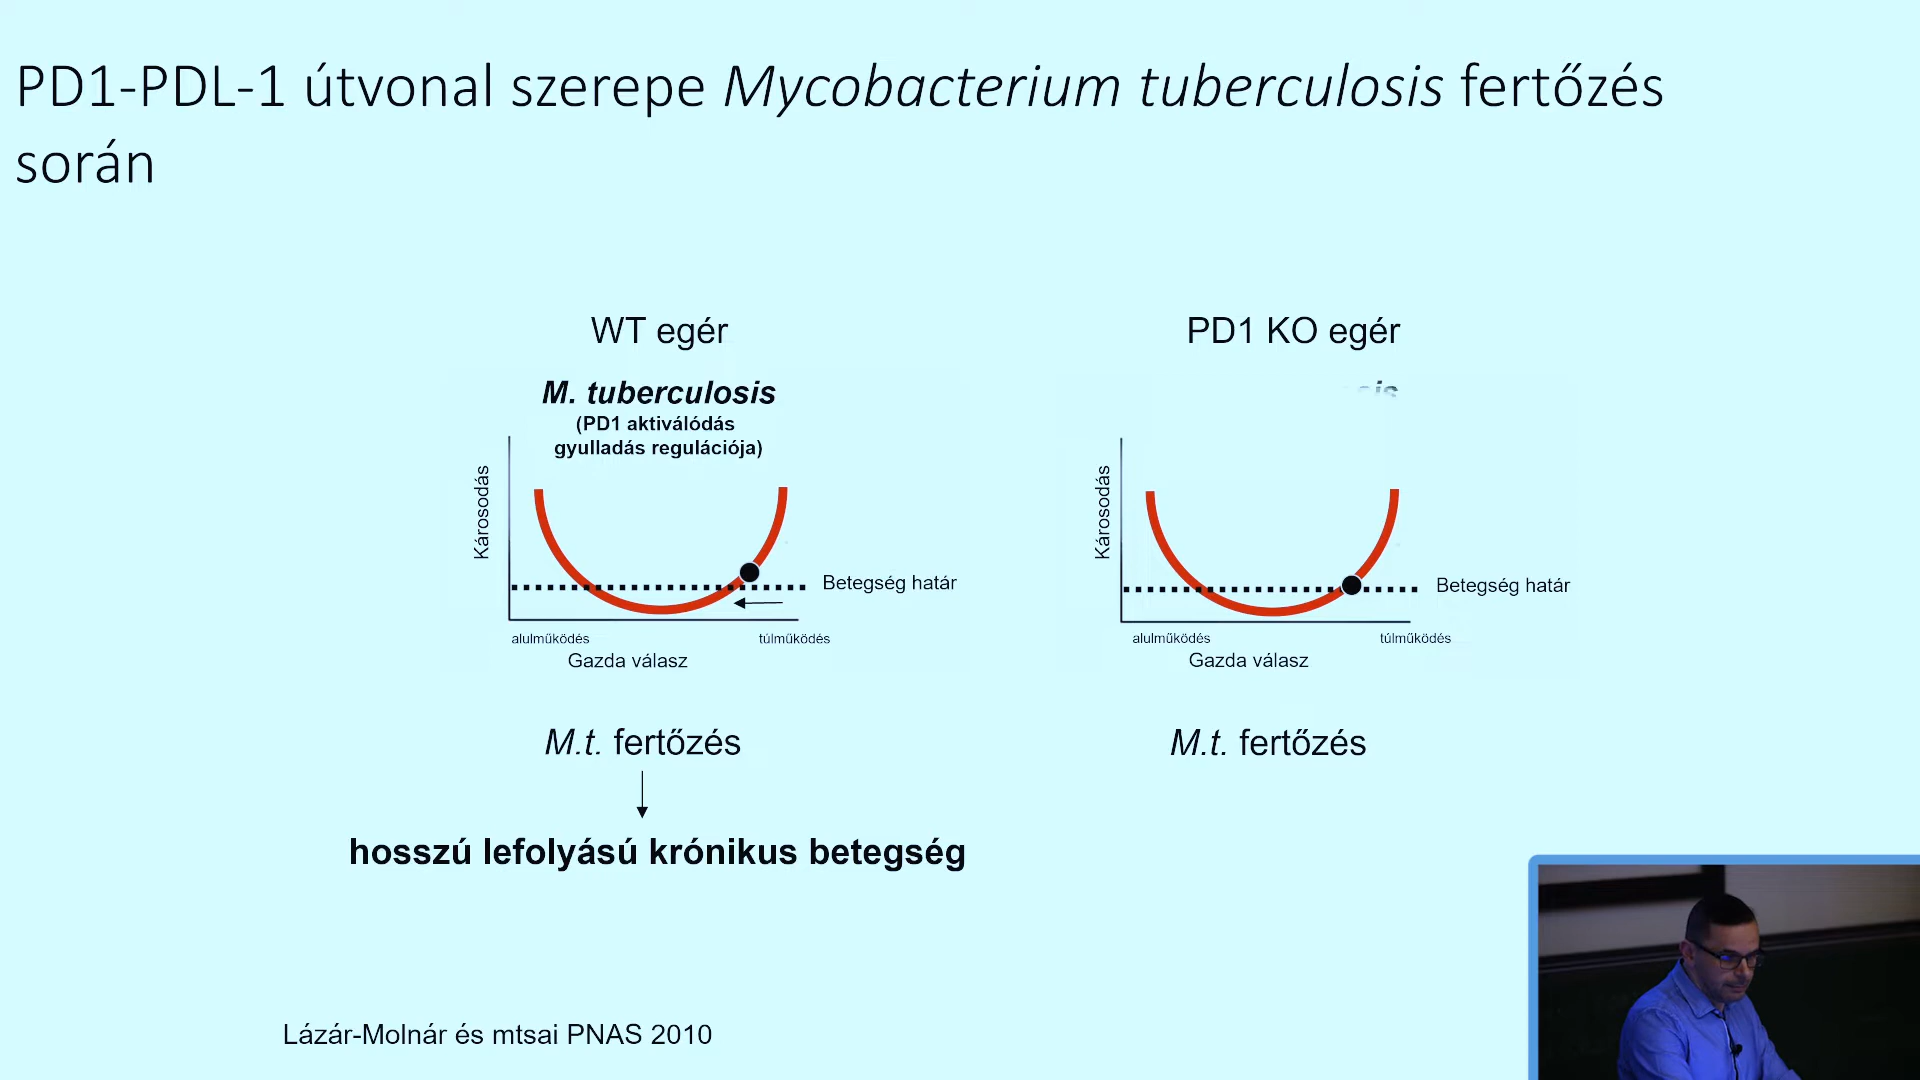 PD1-PDL-1 útvonal szerepe Mycobacterium tuberculosis fertőzés
során
WT egér
M. tuberculosis
(PD1 aktiválódás
gyulladás regulációja)
Károsodás
Betegség határ
alulműködés
túlműködés
Gazda válasz
M.t. fertőzés
hosszú lefolyású krónikus betegség
PD1 KO egér
Károsodás
Betegség határ
alulműködés
túlműködés
Gazda válasz
M.t. fertőzés
Lázár-Molnár és mtsai PNAS 2010